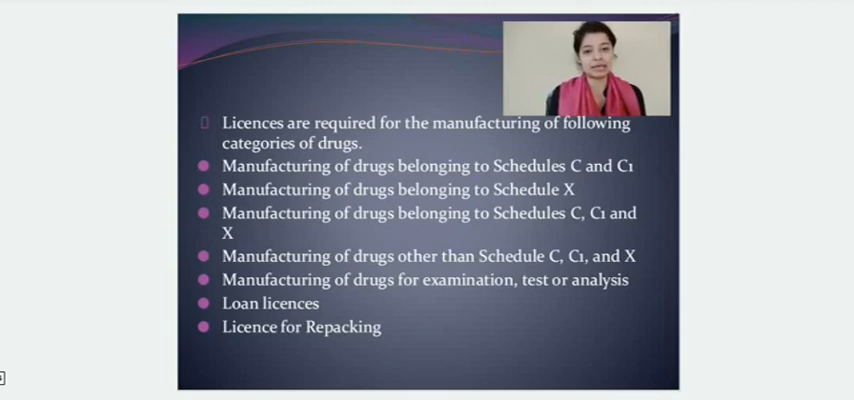 Licences are required for the manufacturing of following
categories of drugs.
Manufacturing of drugs belonging to Schedules C and C1
Manufacturing of drugs belonging to Schedule X
Manufacturing of drugs belonging to Schedules C, C1 and
X
Manufacturing of drugs other than Schedule C, C1, and X
Manufacturing of drugs for examination, test or analysis
Loan licences
Licence for Repacking